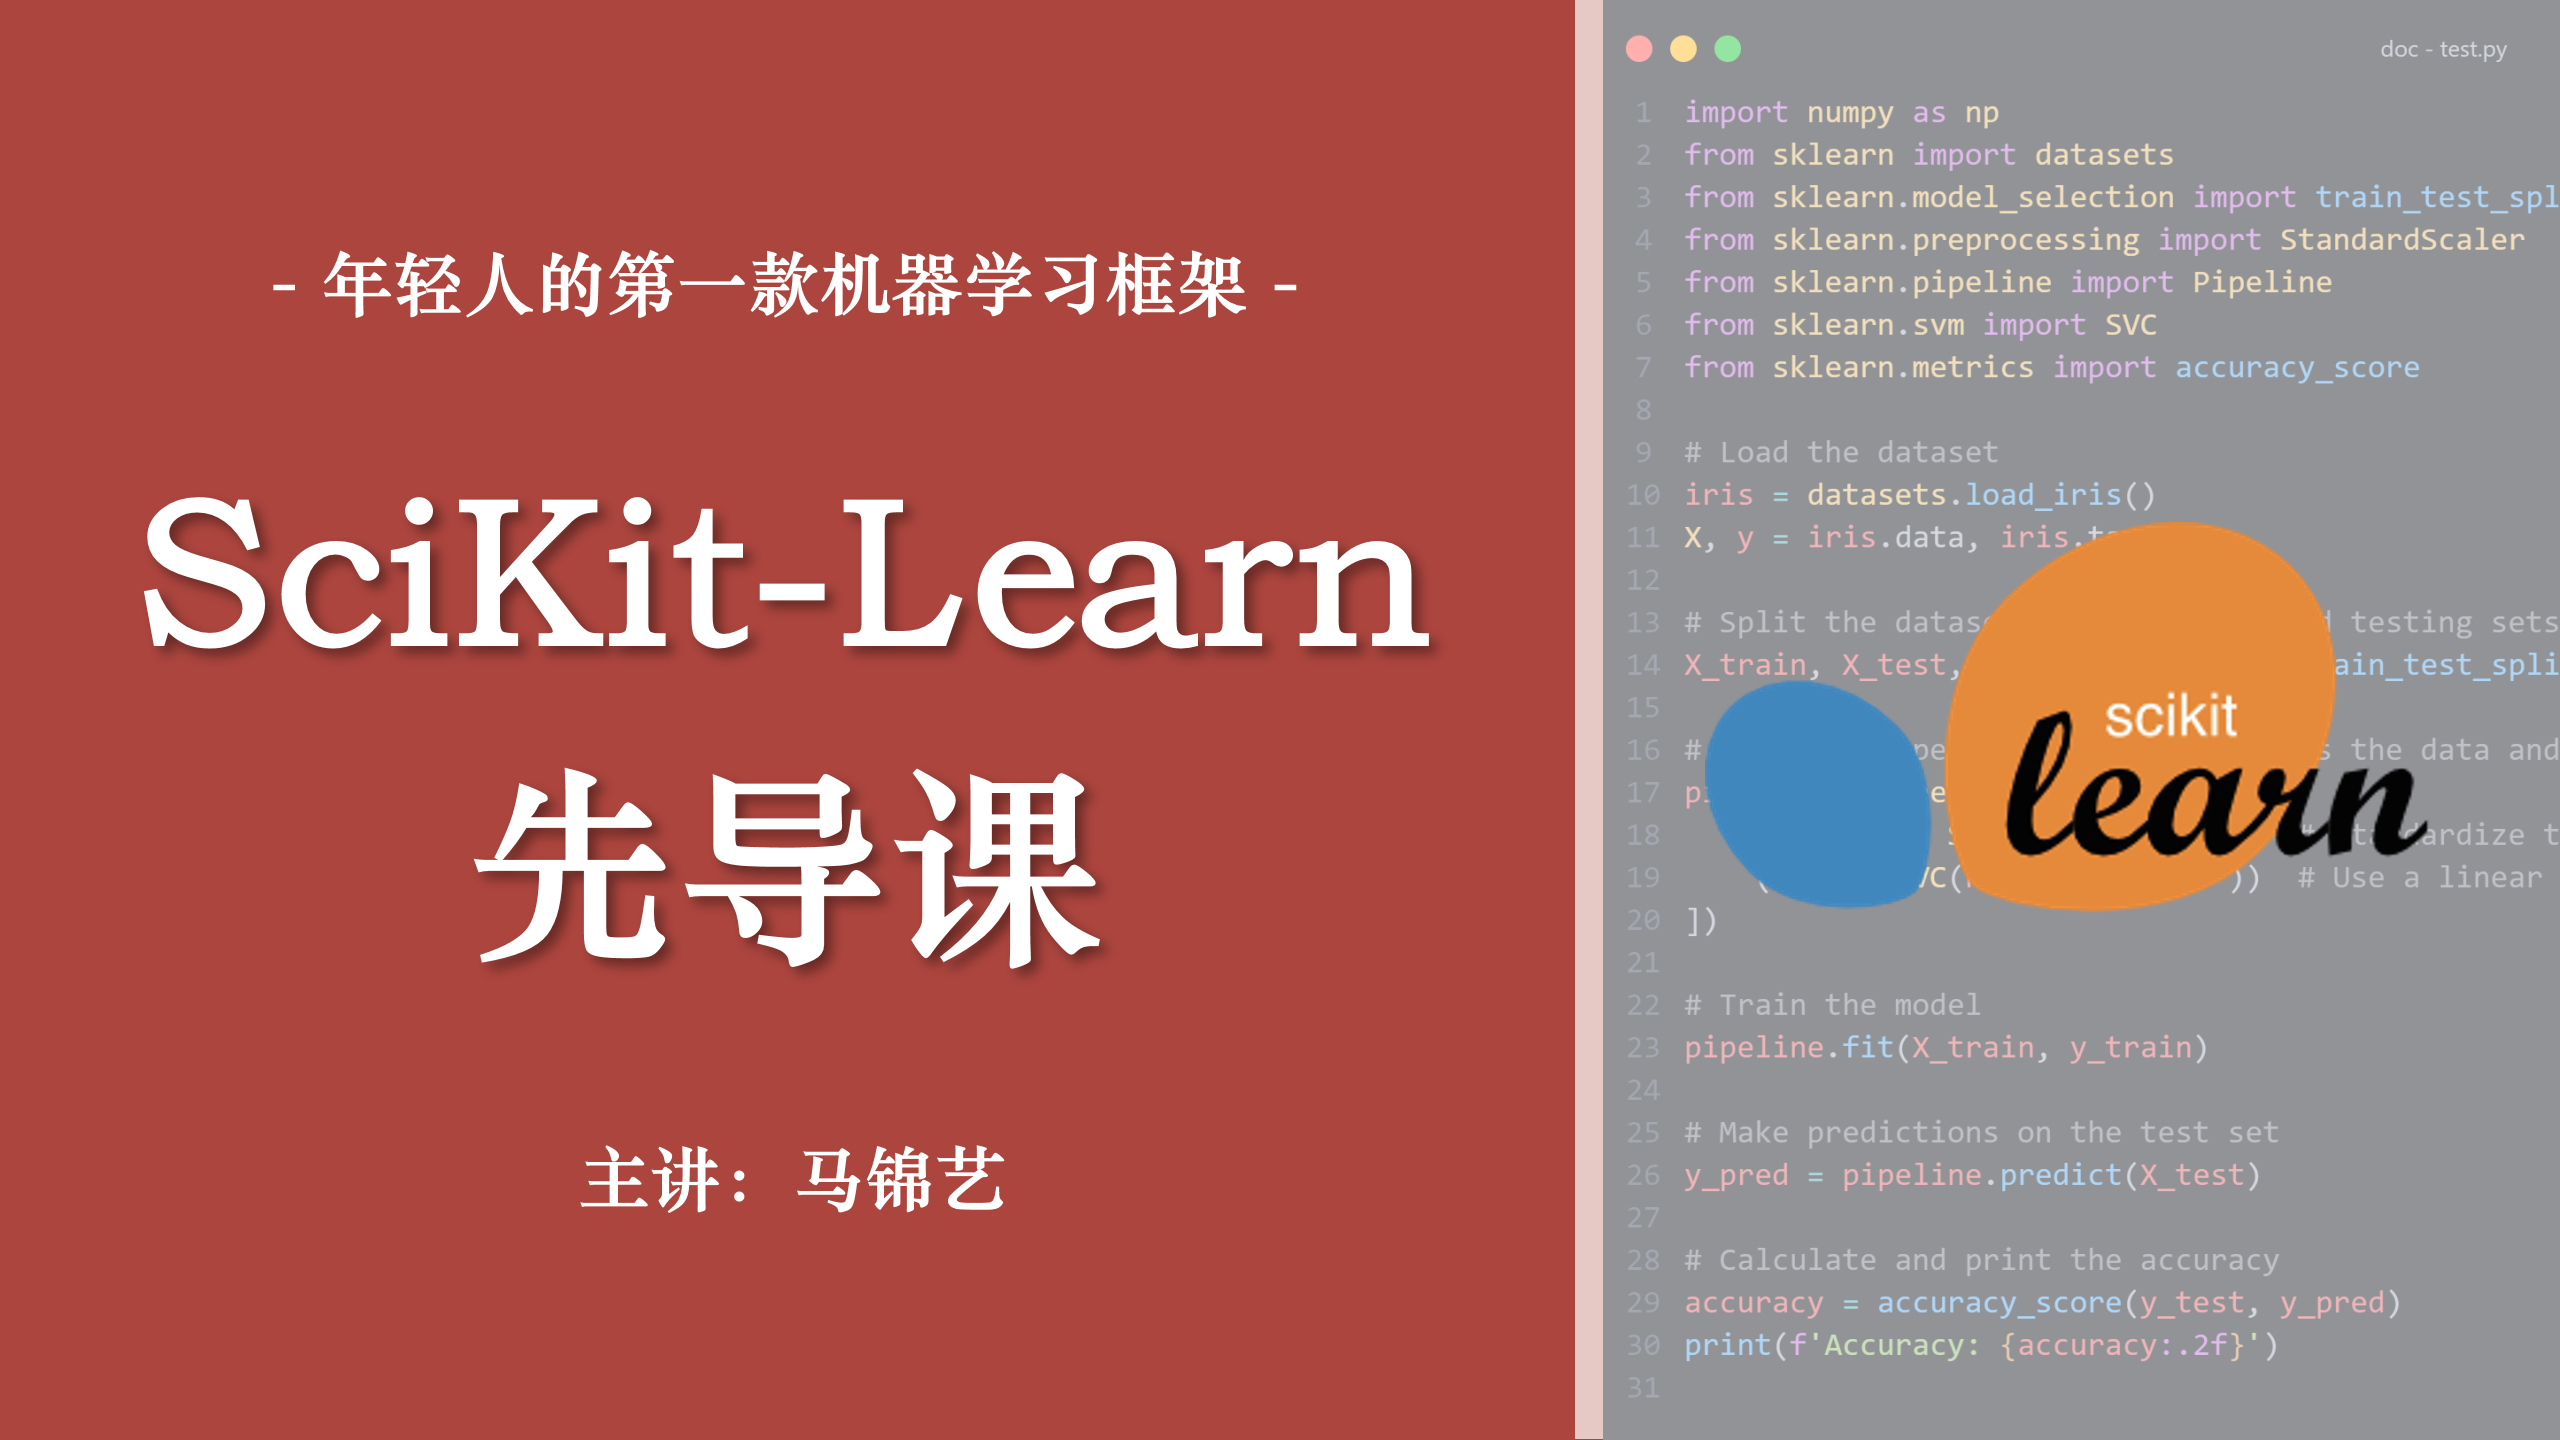 - 年轻人的第一款机器学习框架 -
SciKit-Learn
先导课
主讲：马锦艺
doc - test.py
1 import numpy as np
2 from sklearn import datasets
3 from sklearn.model_selection import train_test_spl
4 from sklearn.preprocessing import StandardScaler
5 from sklearn.pipeline import Pipeline
6 from sklearn.svm import SVC
7 from sklearn.metrics import accuracy_score
8
9 # Load the dataset
10 iris = datasets.load_iris()
11 X, y = iris.data, iris.
12
13 # Split the testing sets
14 X_train, X_test, ain_test_spli
15
16 # the data and
17
18 t
19 VC( )) # Use a linear
20 ])
21
22 # Train the model
23 pipeline.fit(X_train, y_train)
24
25 # Make predictions on the test set
26 y_pred = pipeline.predict(X_test)
27
28 # Calculate and print the accuracy
29 accuracy = accuracy_score(y_test, y_pred)
30 print(f'Accuracy: {accuracy:.2f}')
31
scikit
learn